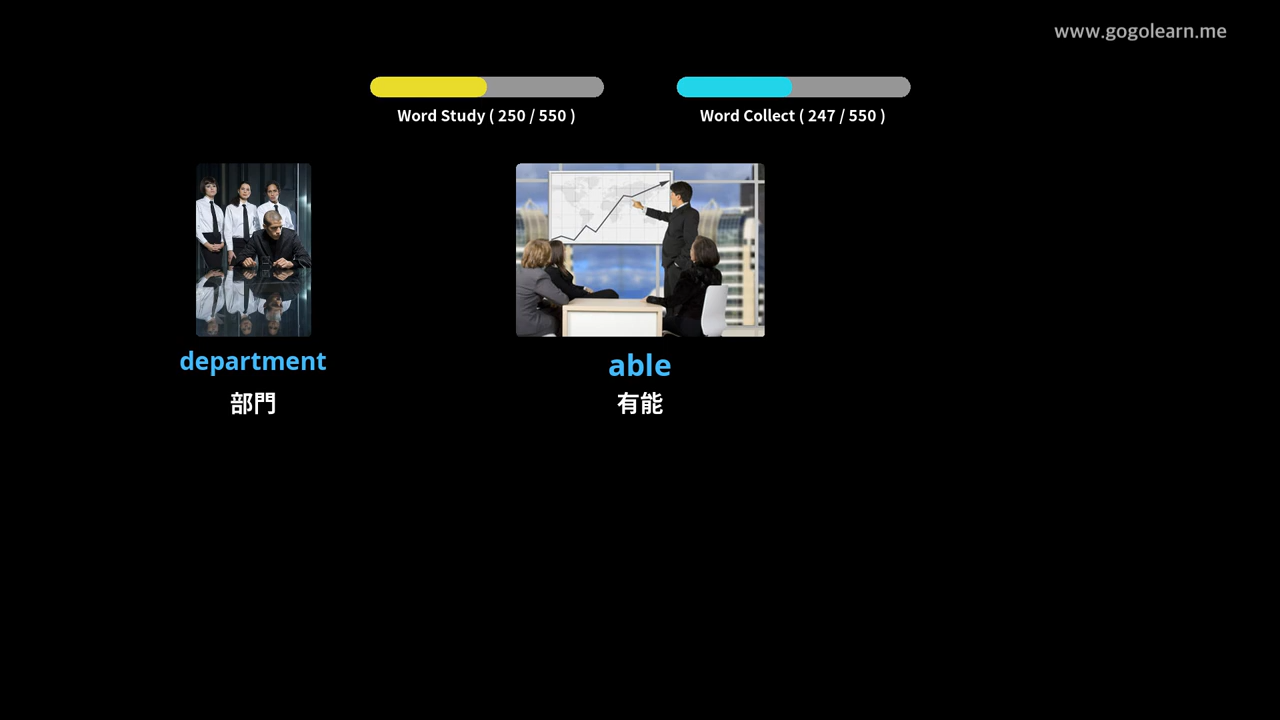 www.gogolearn.me
Word Study ( 250 / 550 )
Word Collect ( 247 / 550 )
department
部門
able
有能